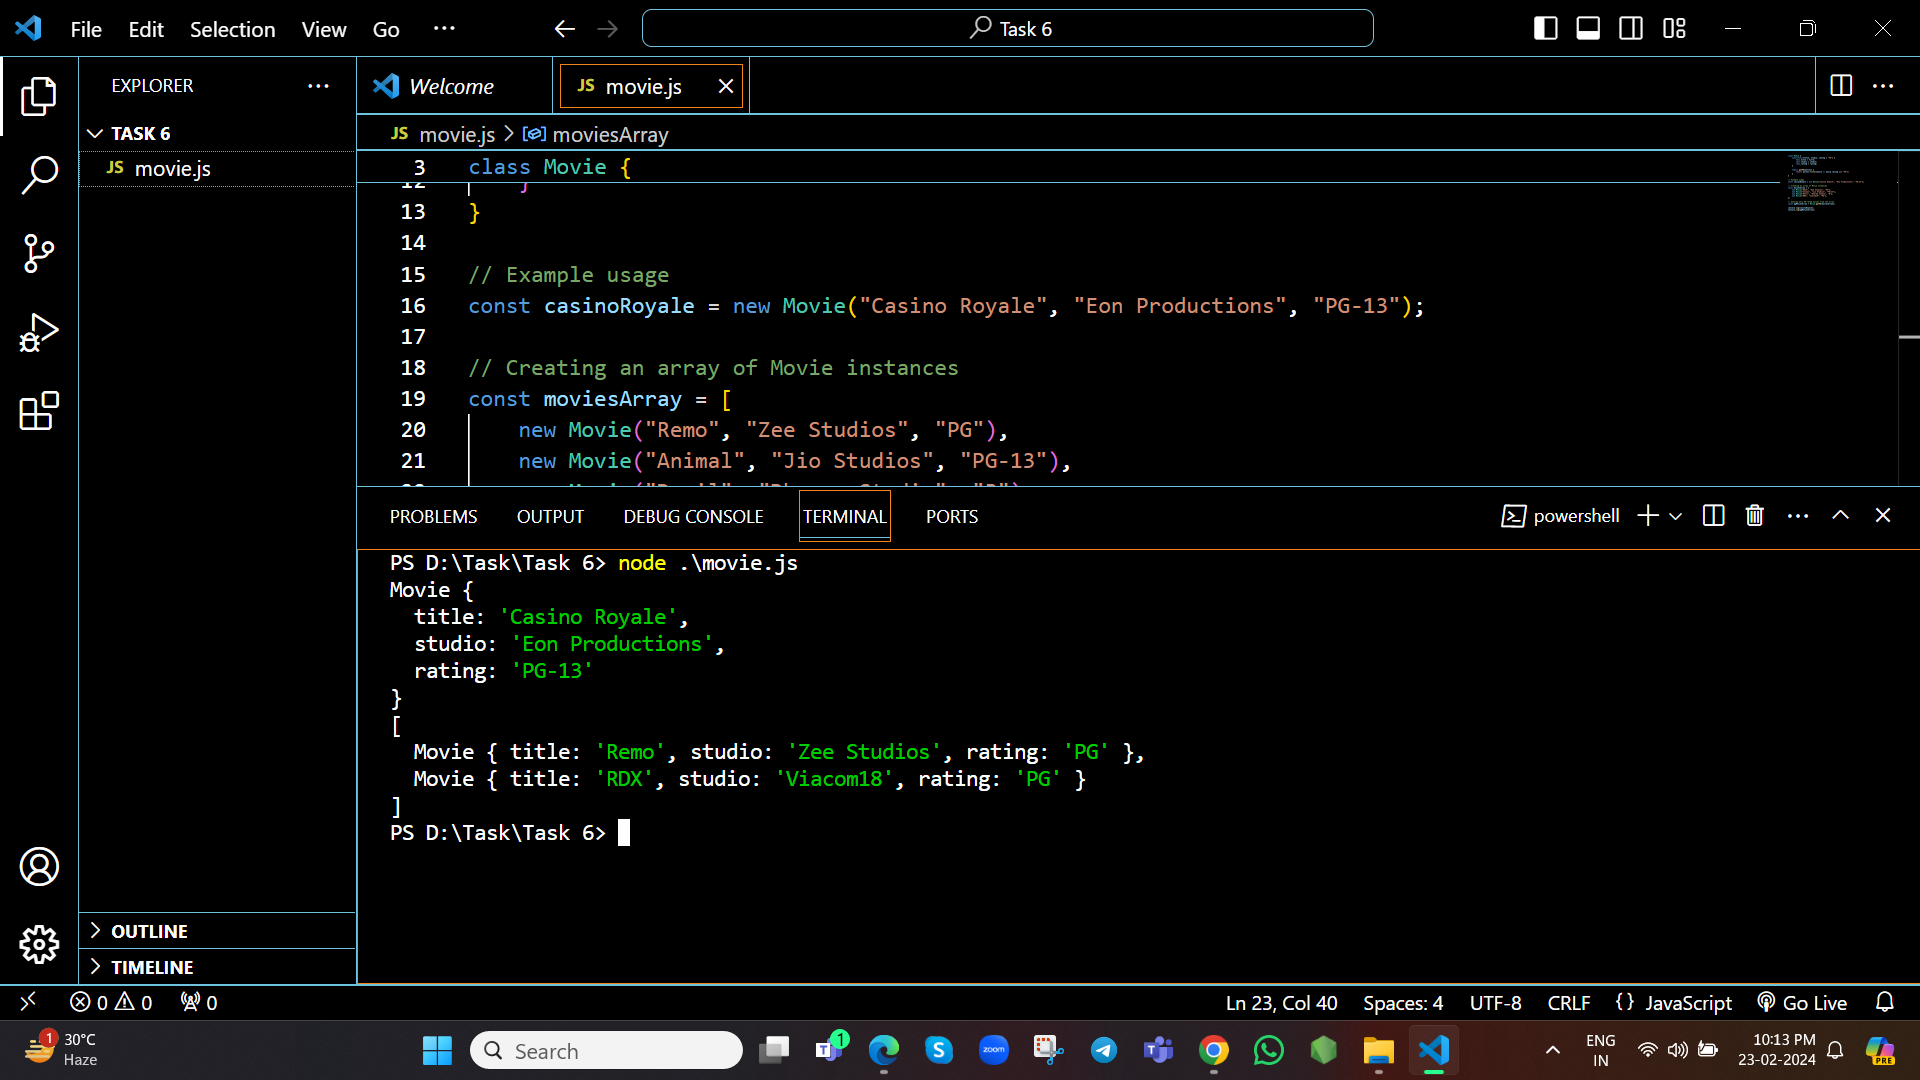 File Edit Selection View Go ··· Task 6
EXPLORER ···
TASK 6
JS movie.js
OUTLINE
TIMELINE
Welcome JS movie.js
JS movie.js > moviesArray
3 class Movie {
12 }
13 }
14
15 // Example usage
16 const casinoRoyale = new Movie("Casino Royale", "Eon Productions", "PG-13");
17
18 // Creating an array of Movie instances
19 const moviesArray = [
20 new Movie("Remo", "Zee Studios", "PG"),
21 new Movie("Animal", "Jio Studios", "PG-13"),
PROBLEMS OUTPUT DEBUG CONSOLE TERMINAL PORTS powershell
PS D:\Task\Task 6> node .\movie.js
Movie {
title: 'Casino Royale',
studio: 'Eon Productions',
rating: 'PG-13'
}
[
Movie { title: 'Remo', studio: 'Zee Studios', rating: 'PG' },
Movie { title: 'RDX', studio: 'Viacom18', rating: 'PG' }
]
PS D:\Task\Task 6>
0 0 0 Ln 23, Col 40 Spaces: 4 UTF-8 CRLF {} JavaScript Go Live
1 30°C
Haze
Search
1
zoom
ENG
IN
10:13 PM
23-02-2024
PRE